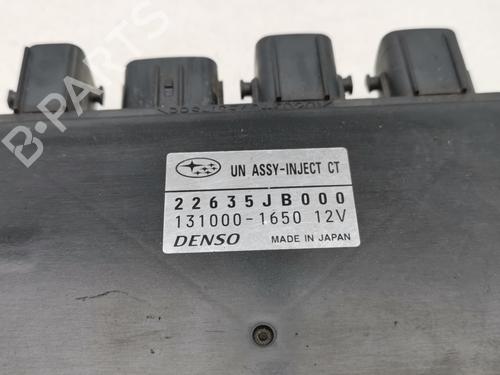 B-PARTS
UN ASSY-INJECT CT
22635JB000
131000-1650 12V
DENSO MADE IN JAPAN